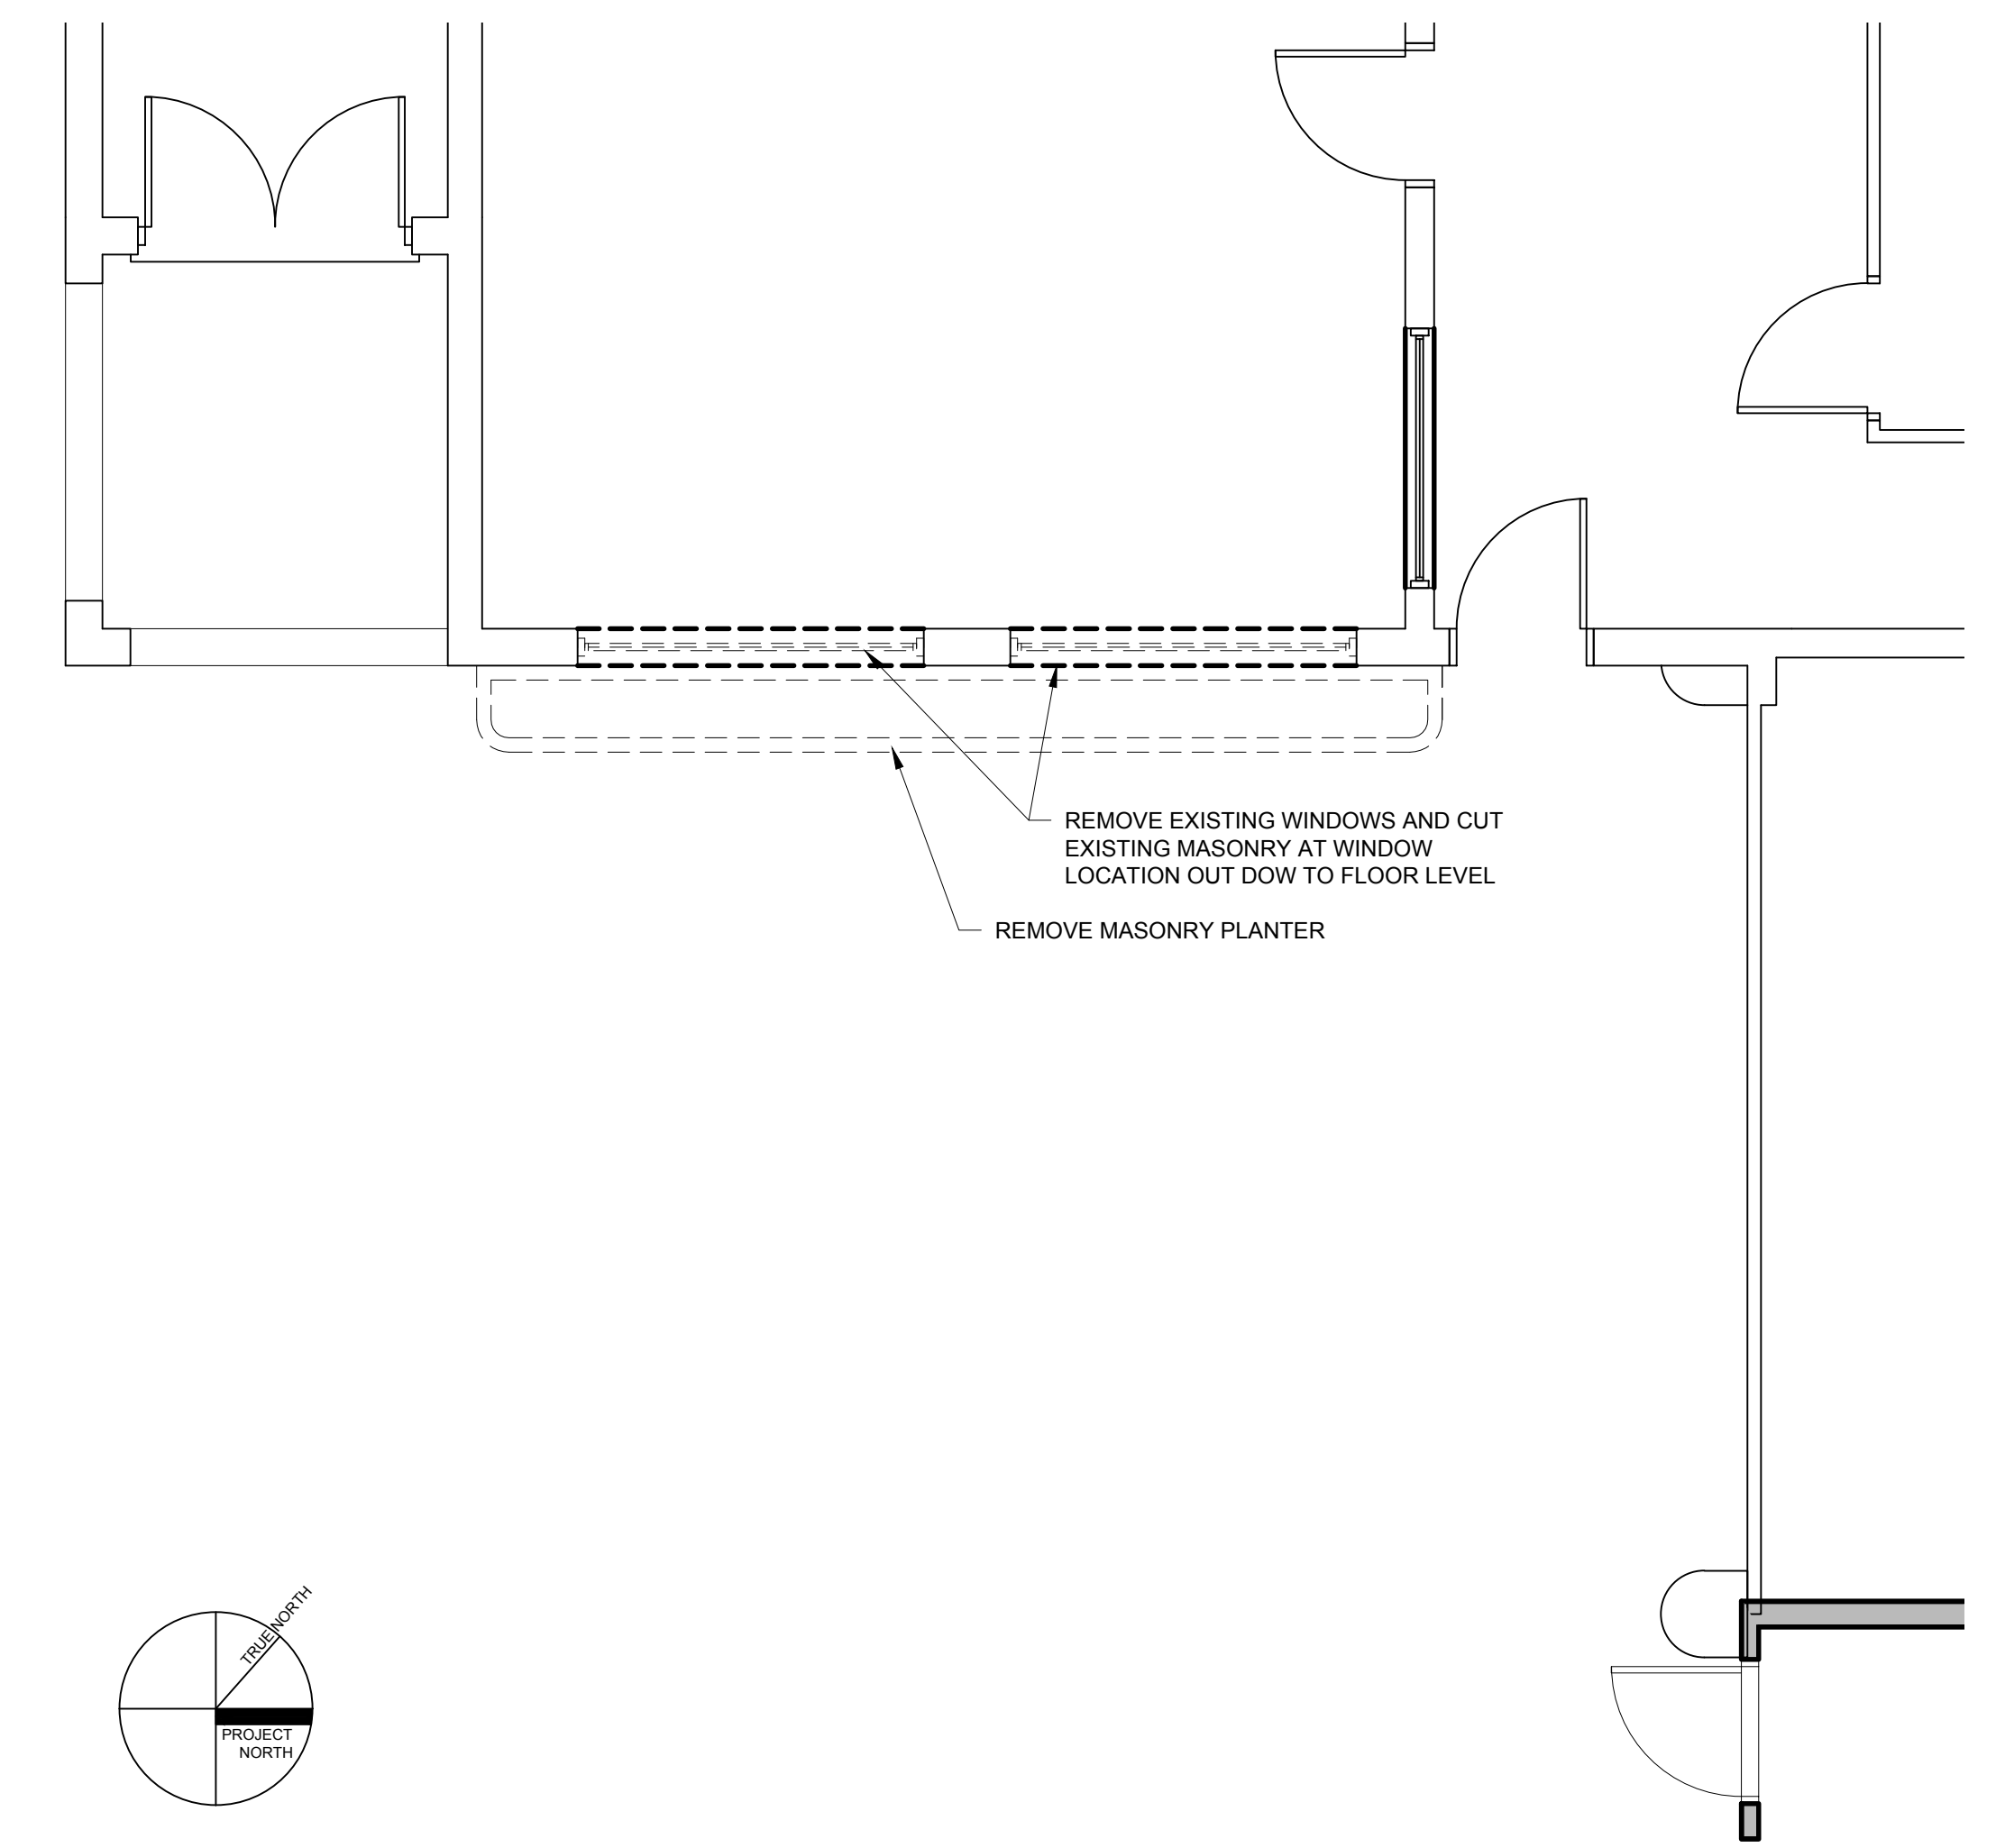 REMOVE EXISTING WINDOWS AND CUT
EXISTING MASONRY AT WINDOW
LOCATION OUT DOW TO FLOOR LEVEL
REMOVE MASONRY PLANTER
TRUE NORTH
PROJECT
NORTH